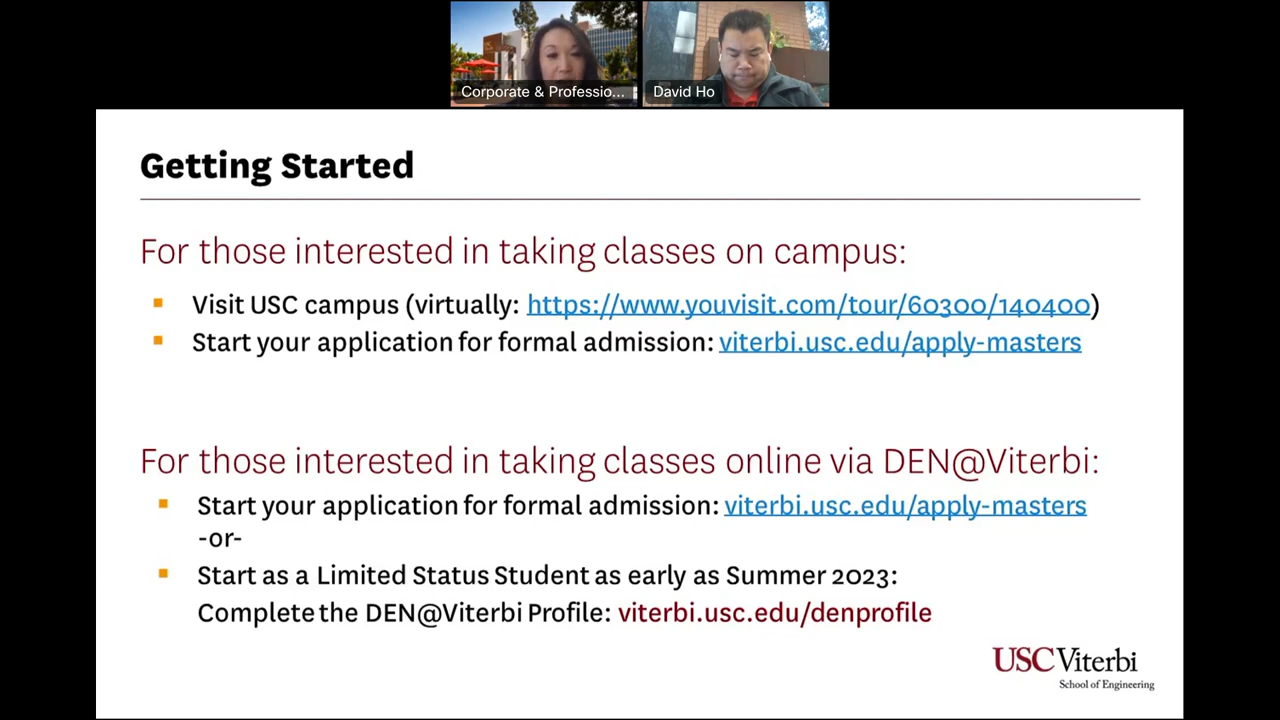 Corporate & Professio...
David Ho
Getting Started
For those interested in taking classes on campus:
Visit USC campus (virtually: https://www.youvisit.com/tour/60300/140400)
Start your application for formal admission: viterbi.usc.edu/apply-masters
For those interested in taking classes online via DEN@Viterbi:
Start your application for formal admission: viterbi.usc.edu/apply-masters
-or-
Start as a Limited Status Student as early as Summer 2023:
Complete the DEN@Viterbi Profile: viterbi.usc.edu/denprofile
USC Viterbi
School of Engineering